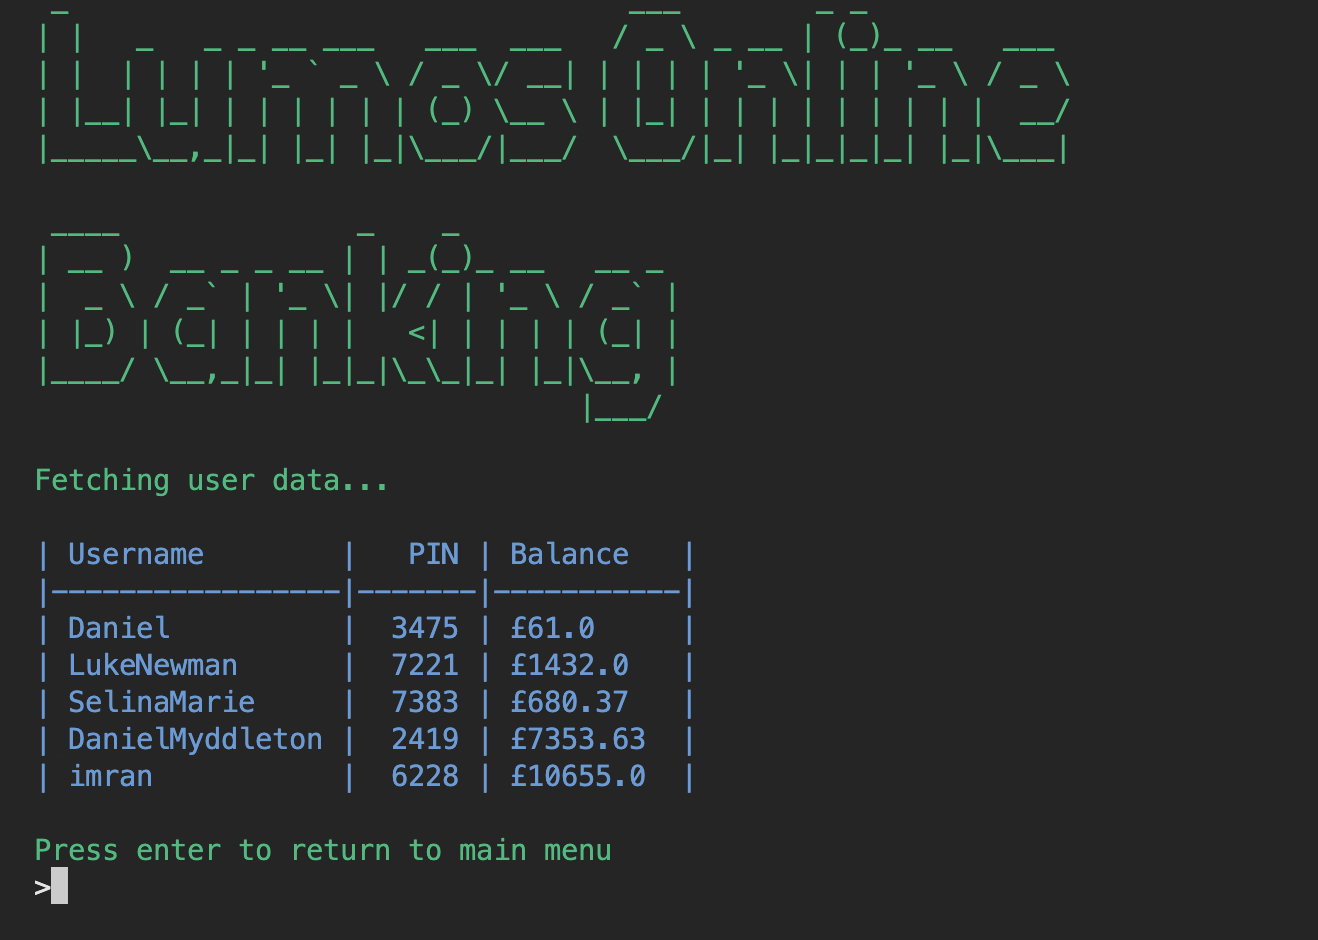 Lumos Online
Banking
Fetching user data...
| Username | PIN | Balance |
|-----------------|-------|-----------|
| Daniel | 3475 | £61.0 |
| LukeNewman | 7221 | £1432.0 |
| SelinaMarie | 7383 | £680.37 |
| DanielMyddleton | 2419 | £7353.63 |
| imran | 6228 | £10655.0 |
Press enter to return to main menu
>